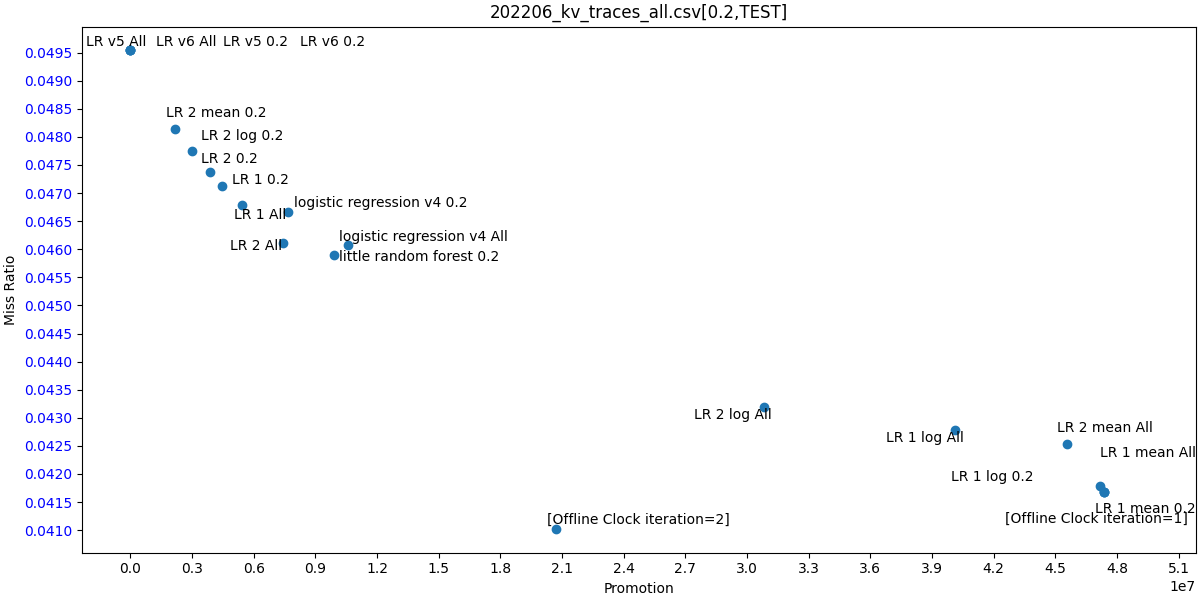 202206_kv_traces_all.csv[0.2,TEST]
LR v5 All LR v6 All LR v5 0.2 LR v6 0.2
0.0495
0.0490
0.0485
LR 2 mean 0.2
0.0480
LR 2 log 0.2
0.0475
LR 2 0.2
LR 1 0.2
0.0470
logistic regression v4 0.2
0.0465
LR 1 All
logistic regression v4 All
0.0460
LR 2 All
little random forest 0.2
0.0455
0.0450
0.0445
0.0440
0.0435
0.0430
LR 2 log All
LR 2 mean All
0.0425
LR 1 log All
LR 1 mean All
0.0420
LR 1 log 0.2
0.0415
LR 1 mean 0.2
[Offline Clock iteration=2]
[Offline Clock iteration=1]
0.0410
Miss Ratio
0.0 0.3 0.6 0.9 1.2 1.5 1.8 2.1 2.4 2.7 3.0 3.3 3.6 3.9 4.2 4.5 4.8 5.1
1e7
Promotion